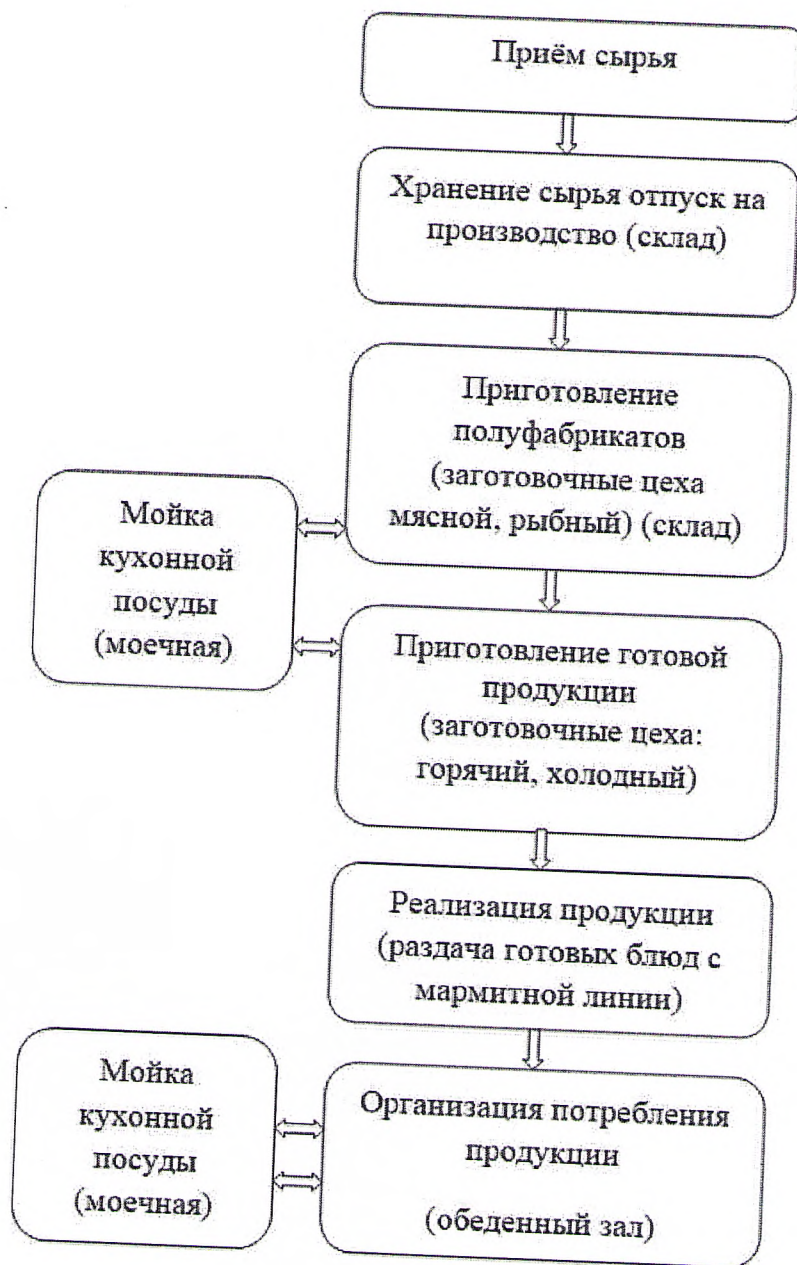 Приём сырья
Хранение сырья отпуск на
производство (склад)
Приготовление
полуфабрикатов
(заготовочные цеха
мясной, рыбный) (склад)
Мойка
кухонной
посуды
(моечная)
Приготовление готовой
продукции
(заготовочные цеха:
горячий, холодный)
Реализация продукции
(раздача готовых блюд с
мармитной линии)
Мойка
кухонной
посуды
(моечная)
Организация потребления
продукции
(обеденный зал)